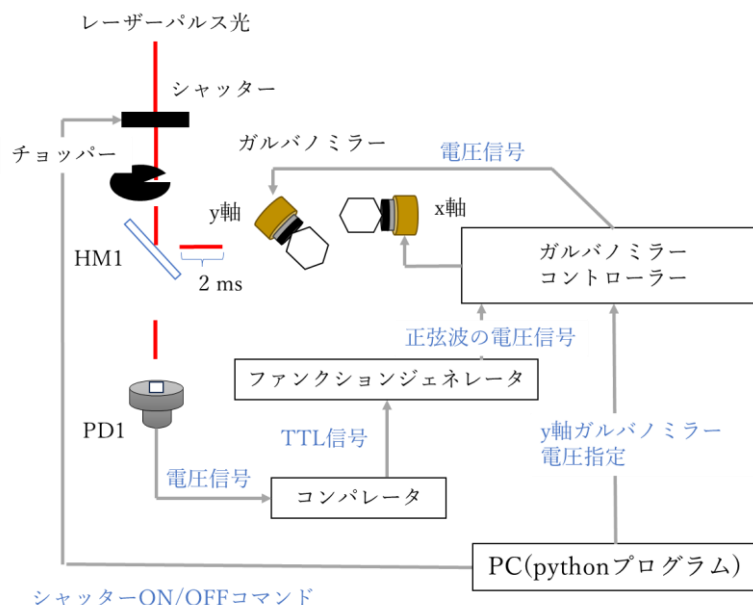 レーザーパルス光
シャッター
チョッパー
ガルバノミラー
電圧信号
y軸
x軸
HM1
2 ms
ガルバノミラー
コントローラー
正弦波の電圧信号
ファンクションジェネレータ
PD1
TTL信号
y軸ガルバノミラー
電圧指定
電圧信号
コンパレータ
PC(pythonプログラム)
シャッターON/OFFコマンド